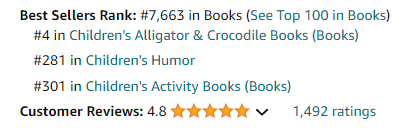 Best Sellers Rank: #7,663 in Books (See Top 100 in Books)
#4 in Children's Alligator & Crocodile Books (Books)
#281 in Children's Humor
#301 in Children's Activity Books (Books)
Customer Reviews: 4.8 1,492 ratings